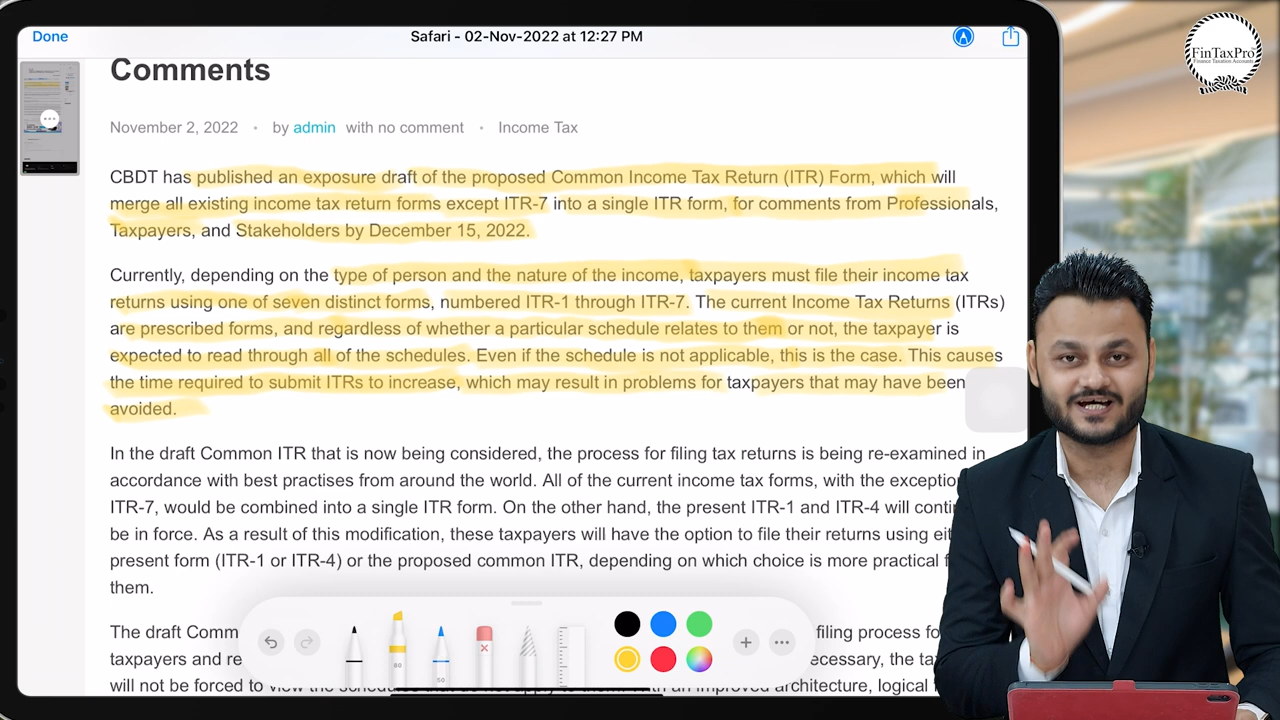 Done
Safari - 02-Nov-2022 at 12:27 PM
FinTaxPro
Finance Taxation Accounts
Comments
November 2, 2022 • by admin with no comment • Income Tax
CBDT has published an exposure draft of the proposed Common Income Tax Return (ITR) Form, which will
merge all existing income tax return forms except ITR-7 into a single ITR form, for comments from Professionals,
Taxpayers, and Stakeholders by December 15, 2022.
Currently, depending on the type of person and the nature of the income, taxpayers must file their income tax
returns using one of seven distinct forms, numbered ITR-1 through ITR-7. The current Income Tax Returns (ITRs)
are prescribed forms, and regardless of whether a particular schedule relates to them or not, the taxpayer is
expected to read through all of the schedules. Even if the schedule is not applicable, this is the case. This causes
the time required to submit ITRs to increase, which may result in problems for taxpayers that may have been
avoided.
In the draft Common ITR that is now being considered, the process for filing tax returns is being re-examined in
accordance with best practises from around the world. All of the current income tax forms, with the exception
ITR-7, would be combined into a single ITR form. On the other hand, the present ITR-1 and ITR-4 will
be in force. As a result of this modification, these taxpayers will have the option to file their returns using
present form (ITR-1 or ITR-4) or the proposed common ITR, depending on which choice is more practical
them.
The draft filing process
taxpayers and the
will not be forced to improved architecture, logical
80
50